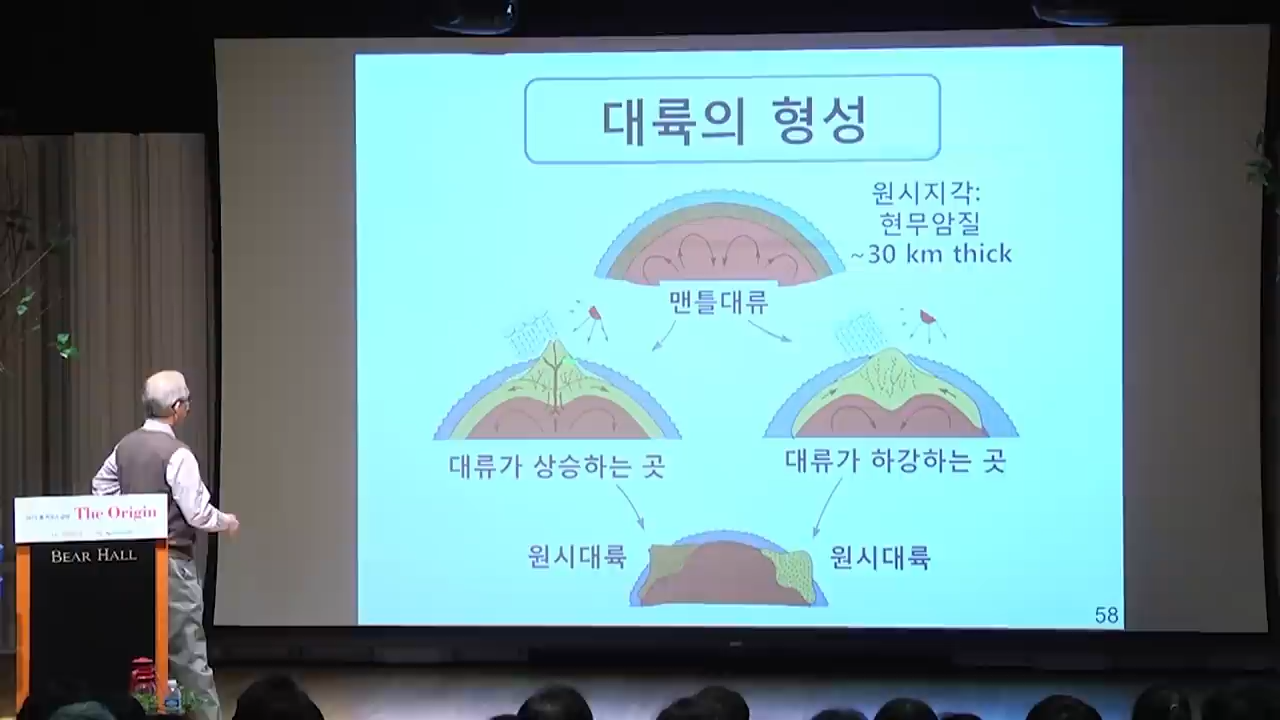 대륙의 형성
원시지각:
현무암질
~30 km thick
맨틀대류
대류가 상승하는 곳
대류가 하강하는 곳
원시대륙
원시대륙
58
The Origin
BEAR HALL